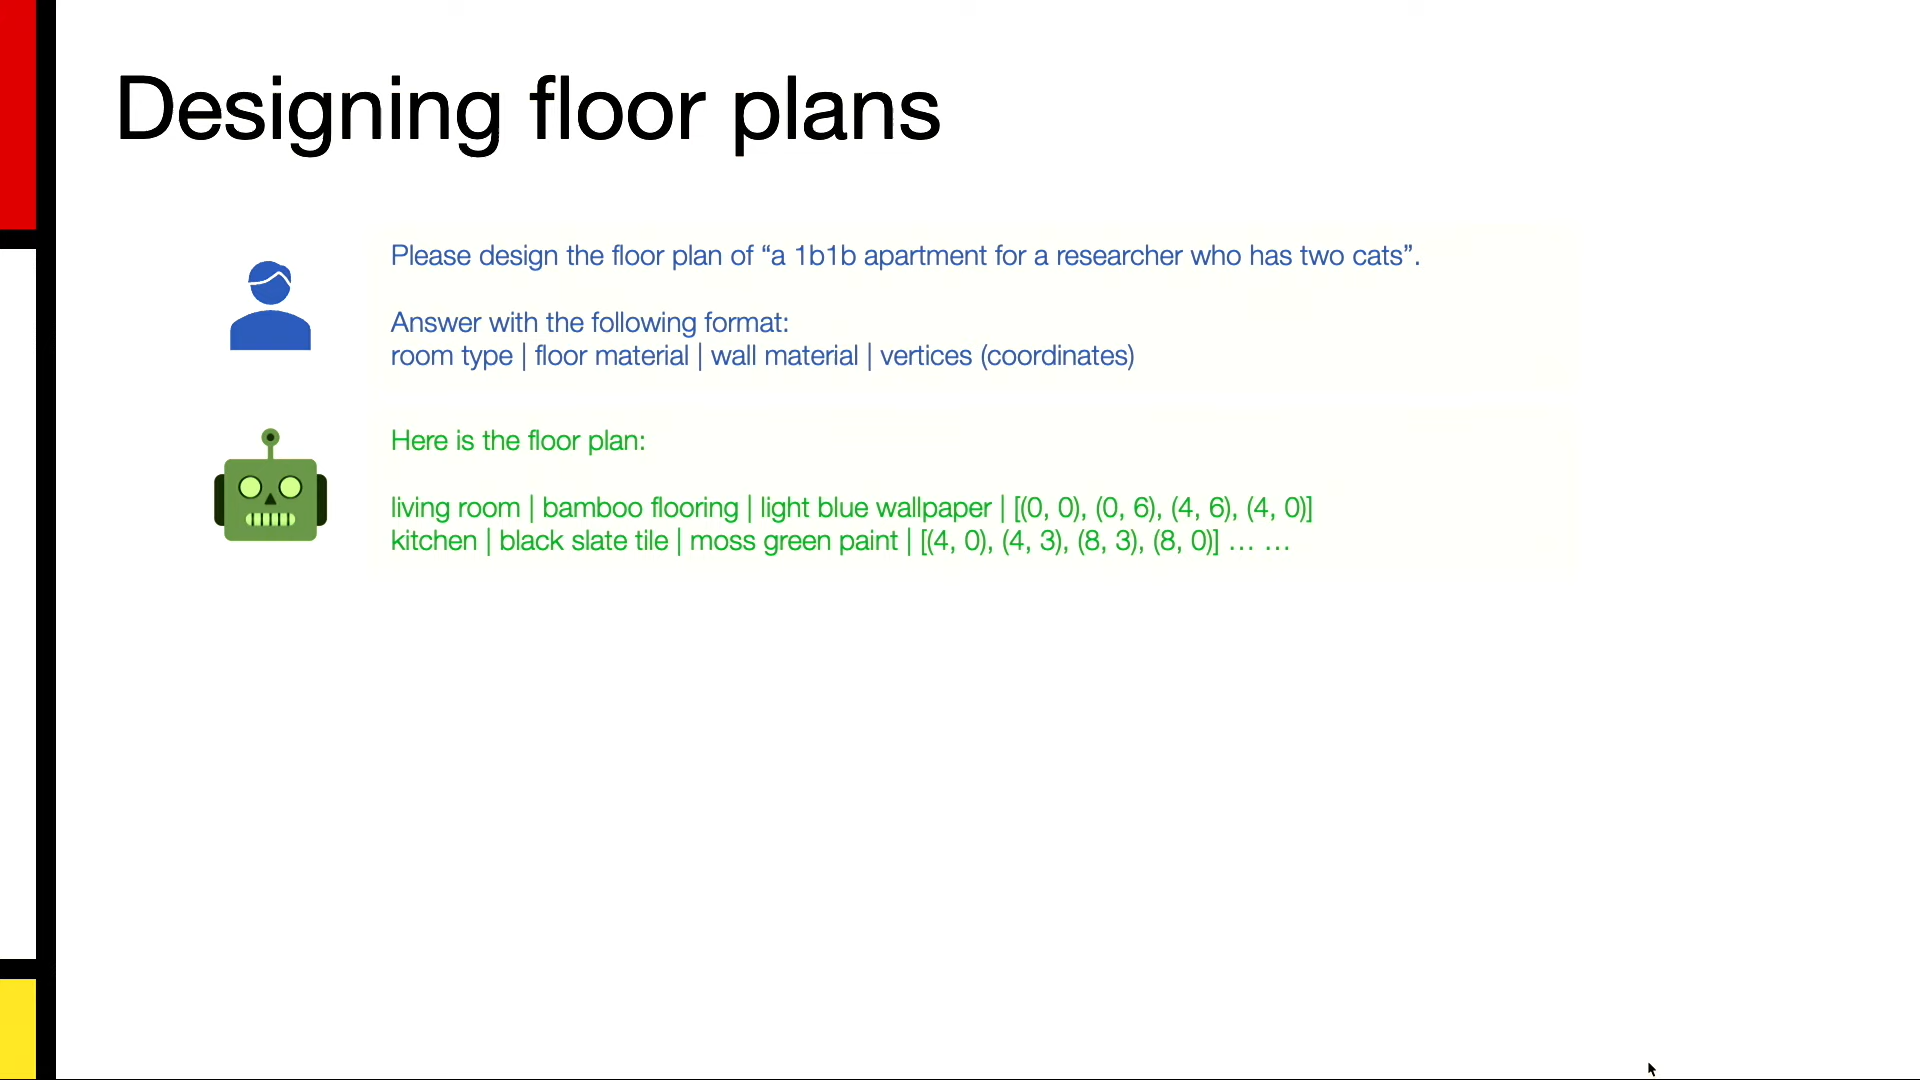 Designing floor plans
Please design the floor plan of “a 1b1b apartment for a researcher who has two cats”.
Answer with the following format:
room type | floor material | wall material | vertices (coordinates)
Here is the floor plan:
living room | bamboo flooring | light blue wallpaper | [(0, 0), (0, 6), (4, 6), (4, 0)]
kitchen | black slate tile | moss green paint | [(4, 0), (4, 3), (8, 3), (8, 0)] … …